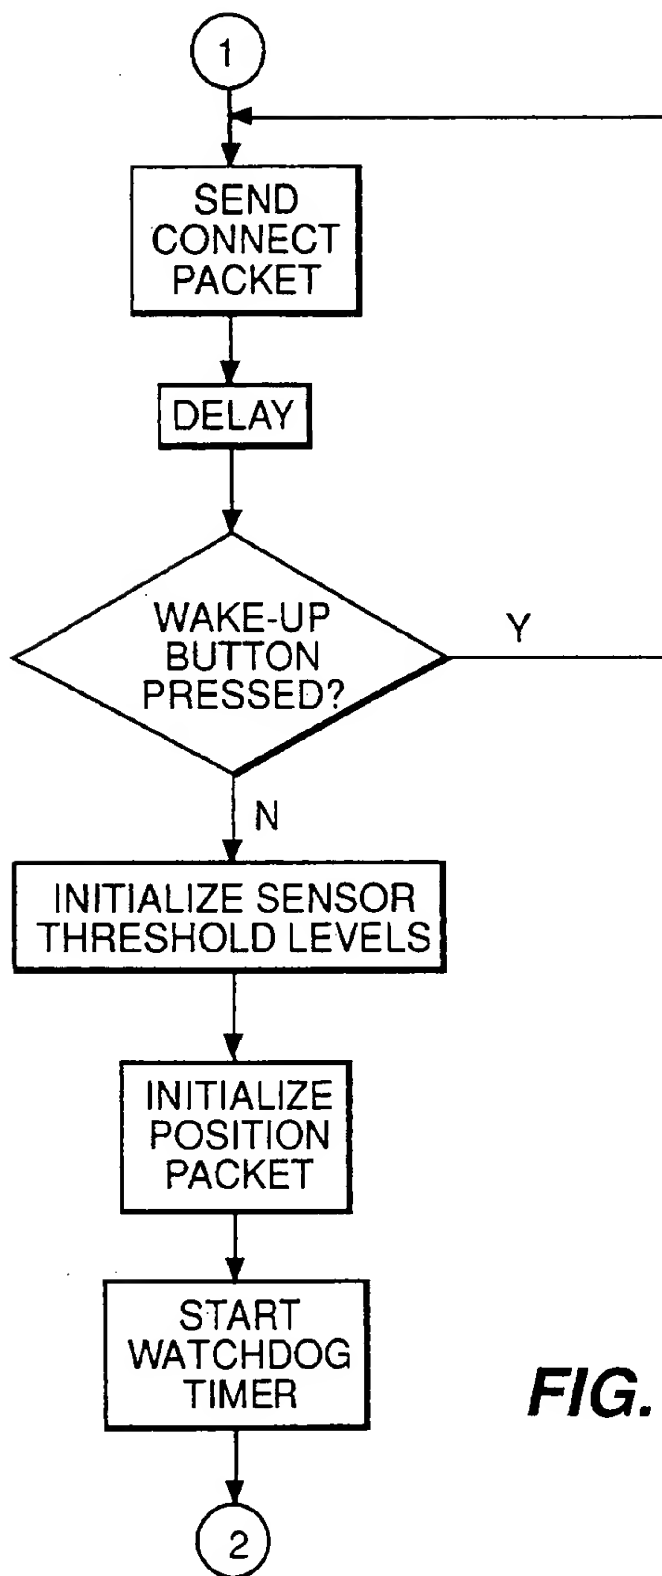 1
SEND
CONNECT
PACKET
DELAY
WAKE-UP
BUTTON
PRESSED?
Y
N
INITIALIZE SENSOR
THRESHOLD LEVELS
INITIALIZE
POSITION
PACKET
START
WATCHDOG
TIMER
FIG.
2